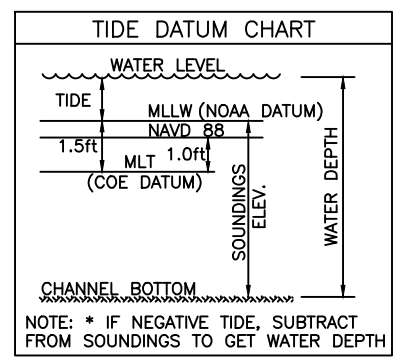 TIDE DATUM CHART
WATER LEVEL
TIDE
MLLW (NOAA DATUM)
NAVD 88
1.5ft
1.0ft
MLT
(COE DATUM)
SOUNDINGS
ELEV.
WATER DEPTH
CHANNEL BOTTOM
NOTE: * IF NEGATIVE TIDE, SUBTRACT
FROM SOUNDINGS TO GET WATER DEPTH